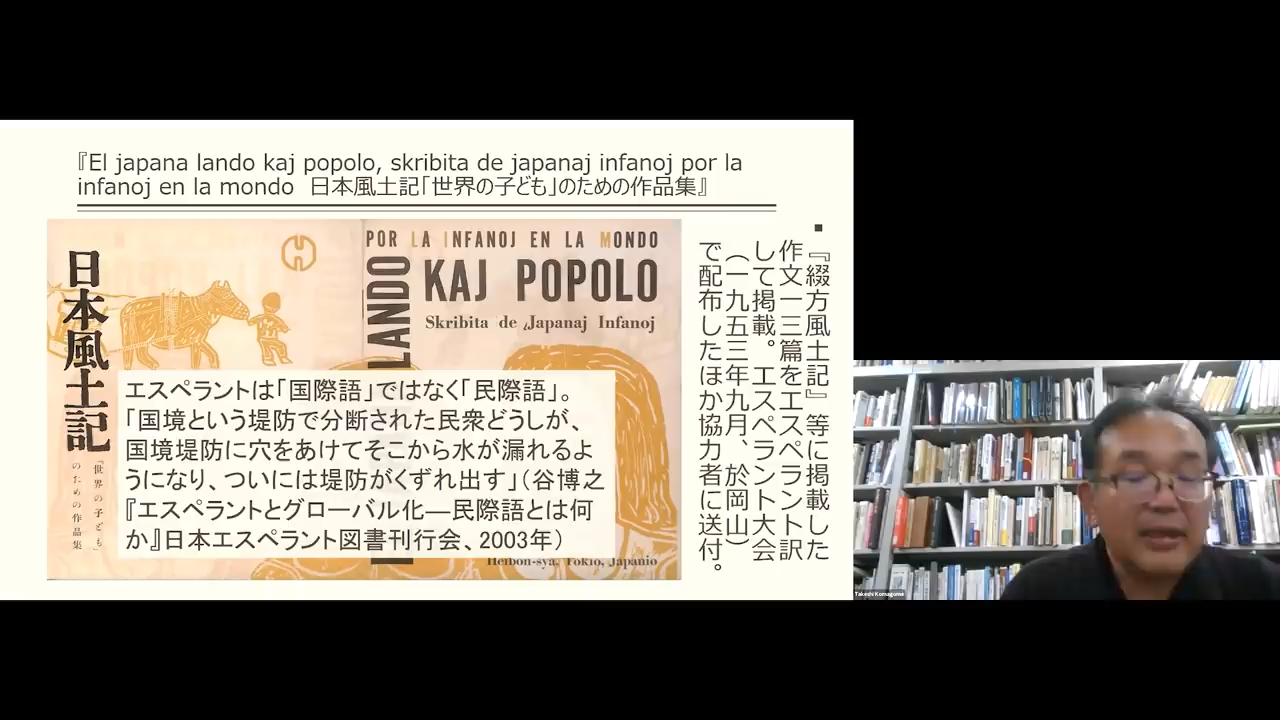 『El japana lando kaj popolo, skribita de japanaj infanoj por la
infanoj en la mondo 日本風土記「世界の子ども」のための作品集』
日本風土記
「世界の子ども」
のための作品集
POR LA INFANOJ EN LA MONDO
LANDO
KAJ POPOLO
Skribita de Japanaj Infanoj
エスペラントは「国際語」ではなく「民際語」。
「国境という堤防で分断された民衆どうしが、
国境堤防に穴をあけてそこから水が漏れるよ
うになり、ついには堤防がくずれ出す」（谷博之
『エスペラントとグローバル化―民際語とは何
か』日本エスペラント図書刊行会、2003年）
Heibon-sya, Tokio, Japanio
▪『綴方風土記』等に掲載した
作文一三篇をエスペラント訳
して掲載。エスペラント大会
（一九五三年九月、於岡山）
で配布したほか協力者に送付。
Takeshi Komagome